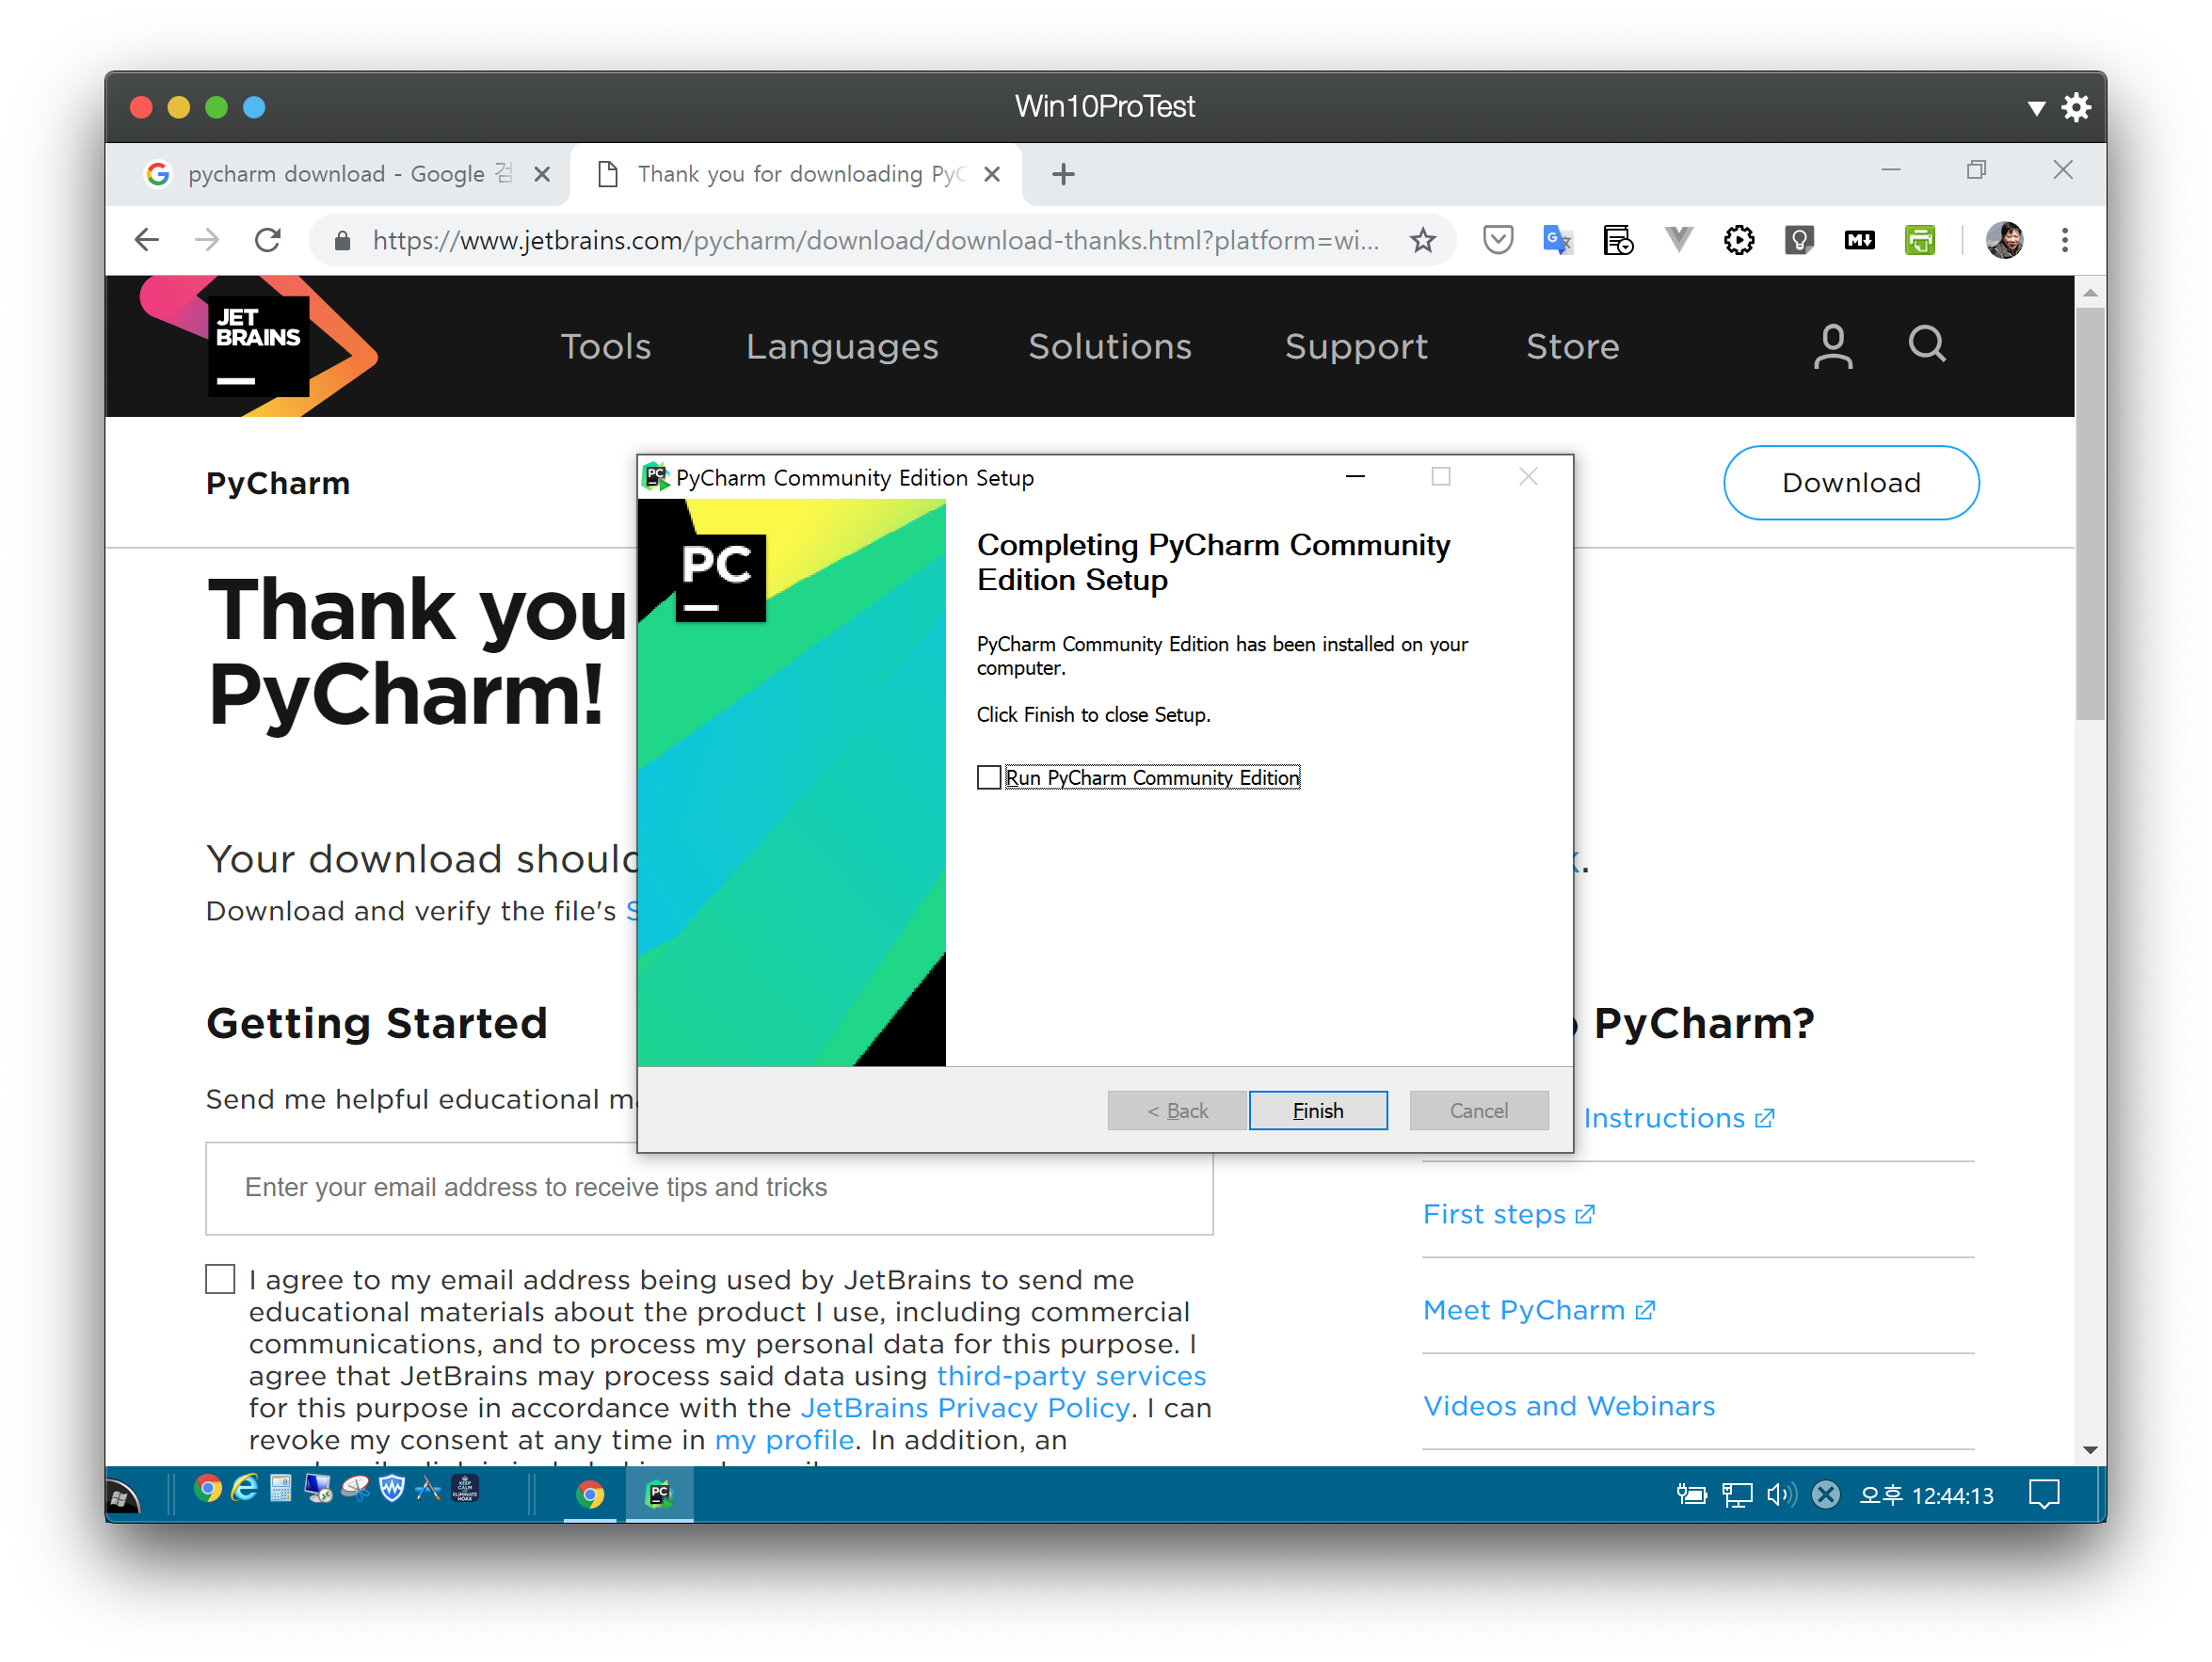 Win10ProTest
pycharm download - Google 검
Thank you for downloading PyC
https://www.jetbrains.com/pycharm/download/download-thanks.html?platform=wi...
JET
BRAINS
Tools Languages Solutions Support Store
PyCharm
Download
Thank you
PyCharm!
Your download should
.
Download and verify the file's S
Getting Started
PyCharm?
Send me helpful educational ma
Enter your email address to receive tips and tricks
I agree to my email address being used by JetBrains to send me
educational materials about the product I use, including commercial
communications, and to process my personal data for this purpose. I
agree that JetBrains may process said data using third-party services
for this purpose in accordance with the JetBrains Privacy Policy. I can
revoke my consent at any time in my profile. In addition, an
Instructions
First steps
Meet PyCharm
Videos and Webinars
PyCharm Community Edition Setup
PC
Completing PyCharm Community
Edition Setup
PyCharm Community Edition has been installed on your
computer.
Click Finish to close Setup.
Run PyCharm Community Edition
< Back
Finish
Cancel
오후 12:44:13